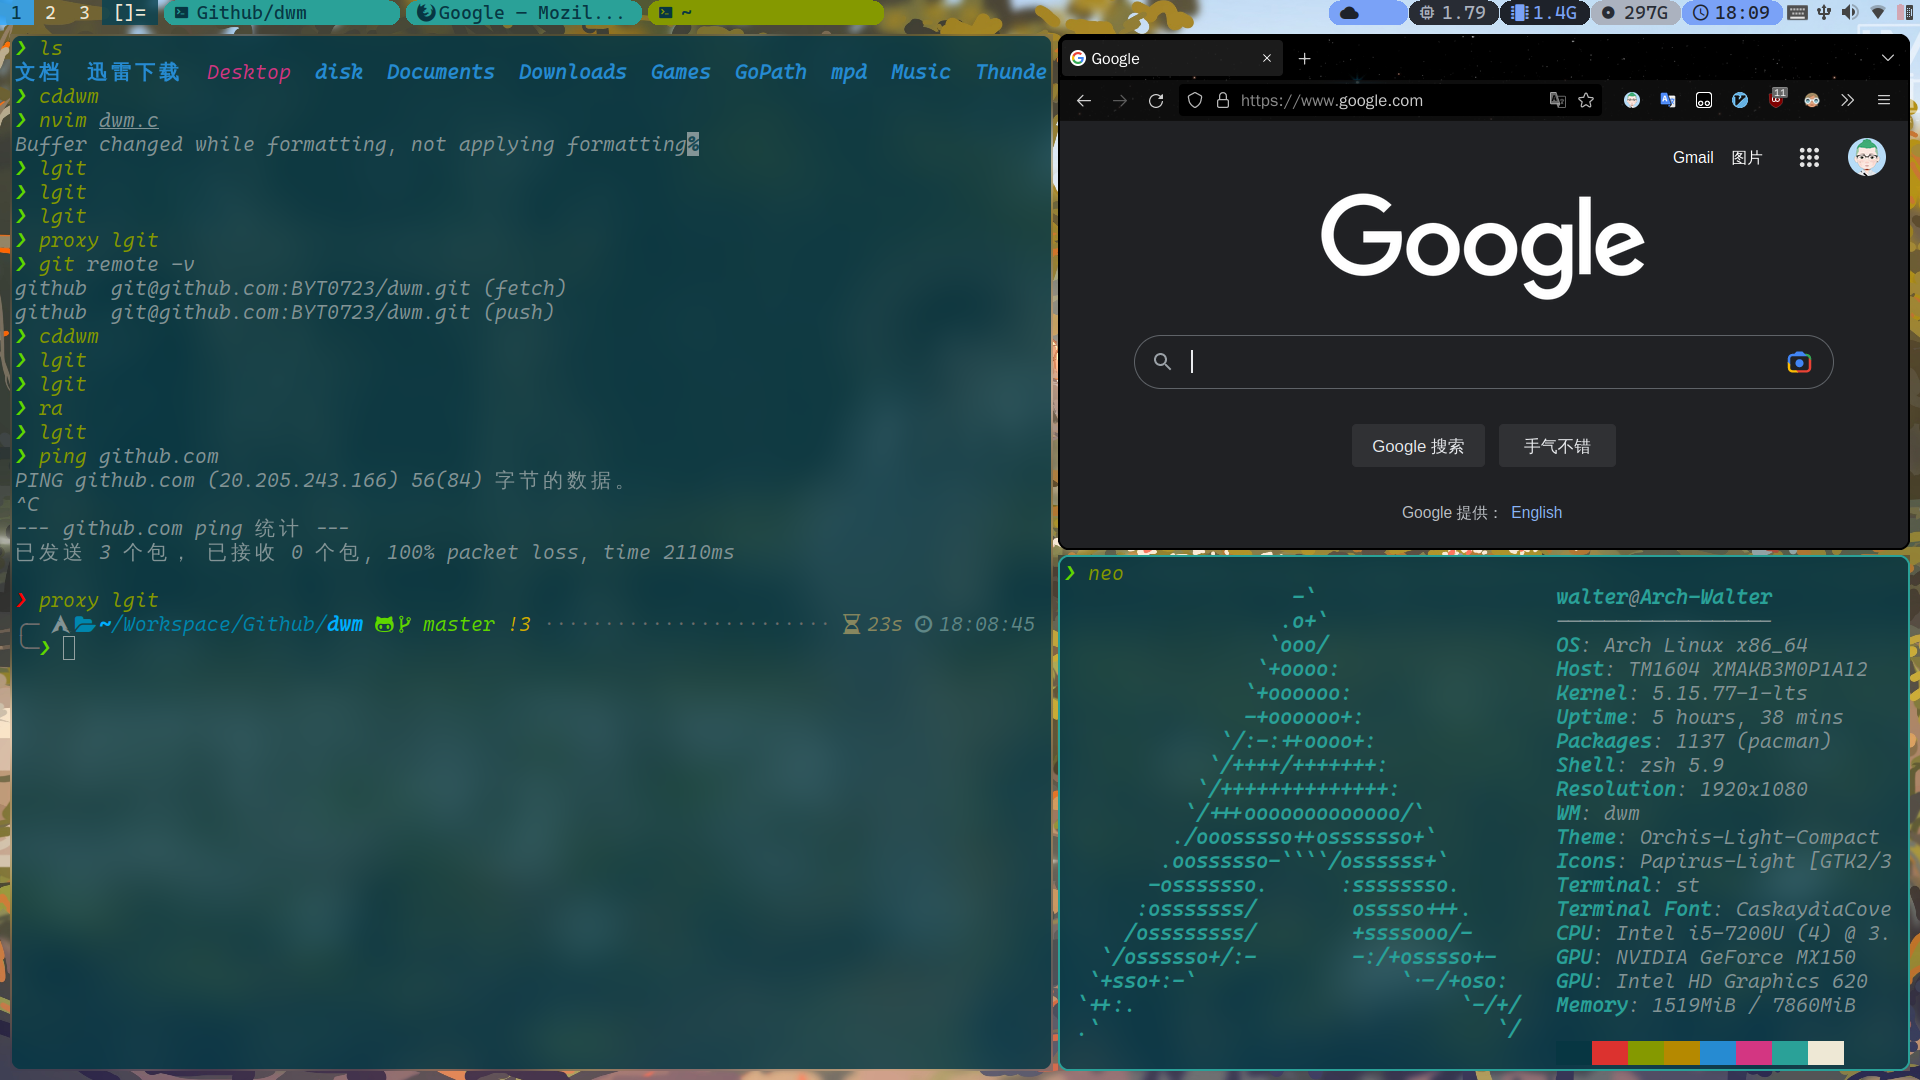 1 2 3 []= Github/dwm Google — Mozil... ~ 1.79 1.4G 297G 18:09
❯ ls
文档 迅雷下载 Desktop disk Documents Downloads Games GoPath mpd Music Thunde
❯ cddwm
❯ nvim dwm.c
Buffer changed while formatting, not applying formatting%
❯ lgit
❯ lgit
❯ lgit
❯ proxy lgit
❯ git remote -v
github  git@github.com:BYT0723/dwm.git (fetch)
github  git@github.com:BYT0723/dwm.git (push)
❯ cddwm
❯ lgit
❯ lgit
❯ ra
❯ lgit
❯ ping github.com
PING github.com (20.205.243.166) 56(84) 字节的数据。
^C
--- github.com ping 统计 ---
已发送 3 个包， 已接收 0 个包, 100% packet loss, time 2110ms
❯ proxy lgit
~/Workspace/Github/dwm master !3 23s 18:08:45
❯
Google
https://www.google.com
11
Gmail 图片
Google
Google 搜索 手气不错
Google 提供： English
❯ neo
walter@Arch-Walter
-------------------
OS: Arch Linux x86_64
Host: TM1604 XMAKB3M0P1A12
Kernel: 5.15.77-1-lts
Uptime: 5 hours, 38 mins
Packages: 1137 (pacman)
Shell: zsh 5.9
Resolution: 1920x1080
WM: dwm
Theme: Orchis-Light-Compact
Icons: Papirus-Light [GTK2/3
Terminal: st
Terminal Font: CaskaydiaCove
CPU: Intel i5-7200U (4) @ 3.
GPU: NVIDIA GeForce MX150
GPU: Intel HD Graphics 620
Memory: 1519MiB / 7860MiB